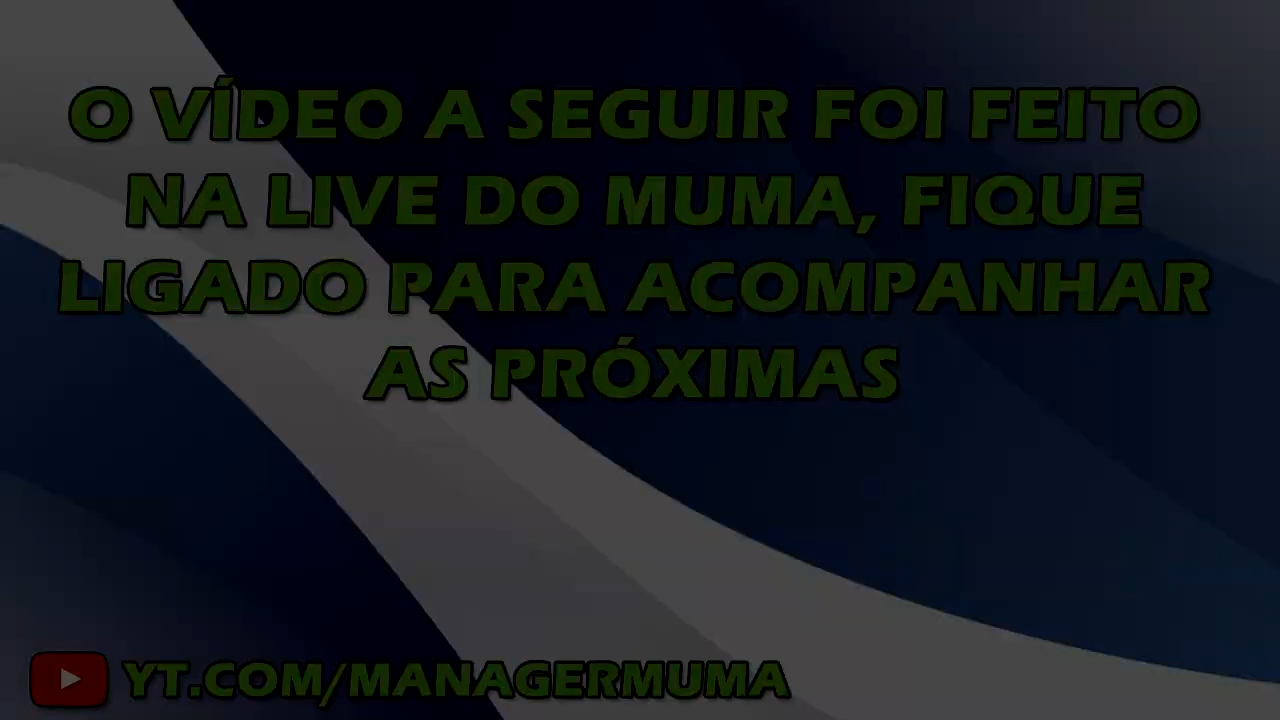 O VÍDEO A SEGUIR FOI FEITO
NA LIVE DO MUMA, FIQUE
LIGADO PARA ACOMPANHAR
AS PRÓXIMAS
YT.COM/MANAGERMUMA